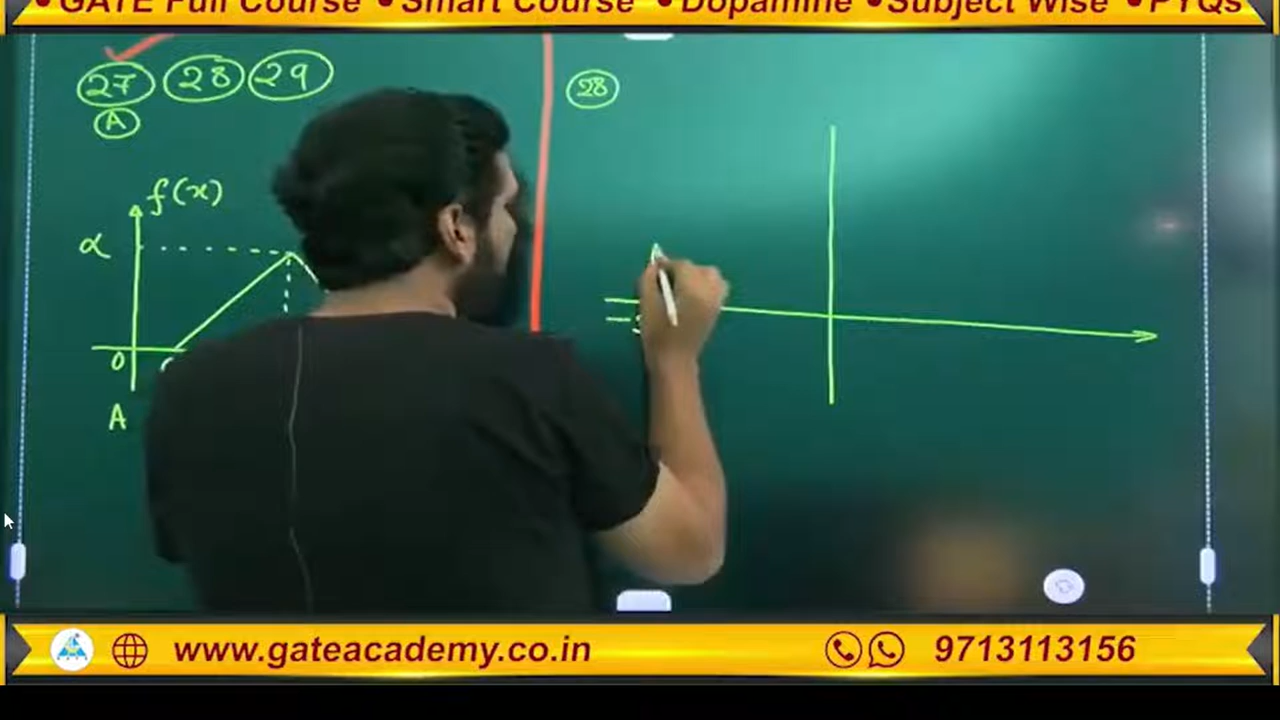 • GATE Full Course • Smart Course • Dopamine • Subject Wise • PYQs
27 28 29
A
28
f(x)
α
0
A
www.gateacademy.co.in 9713113156